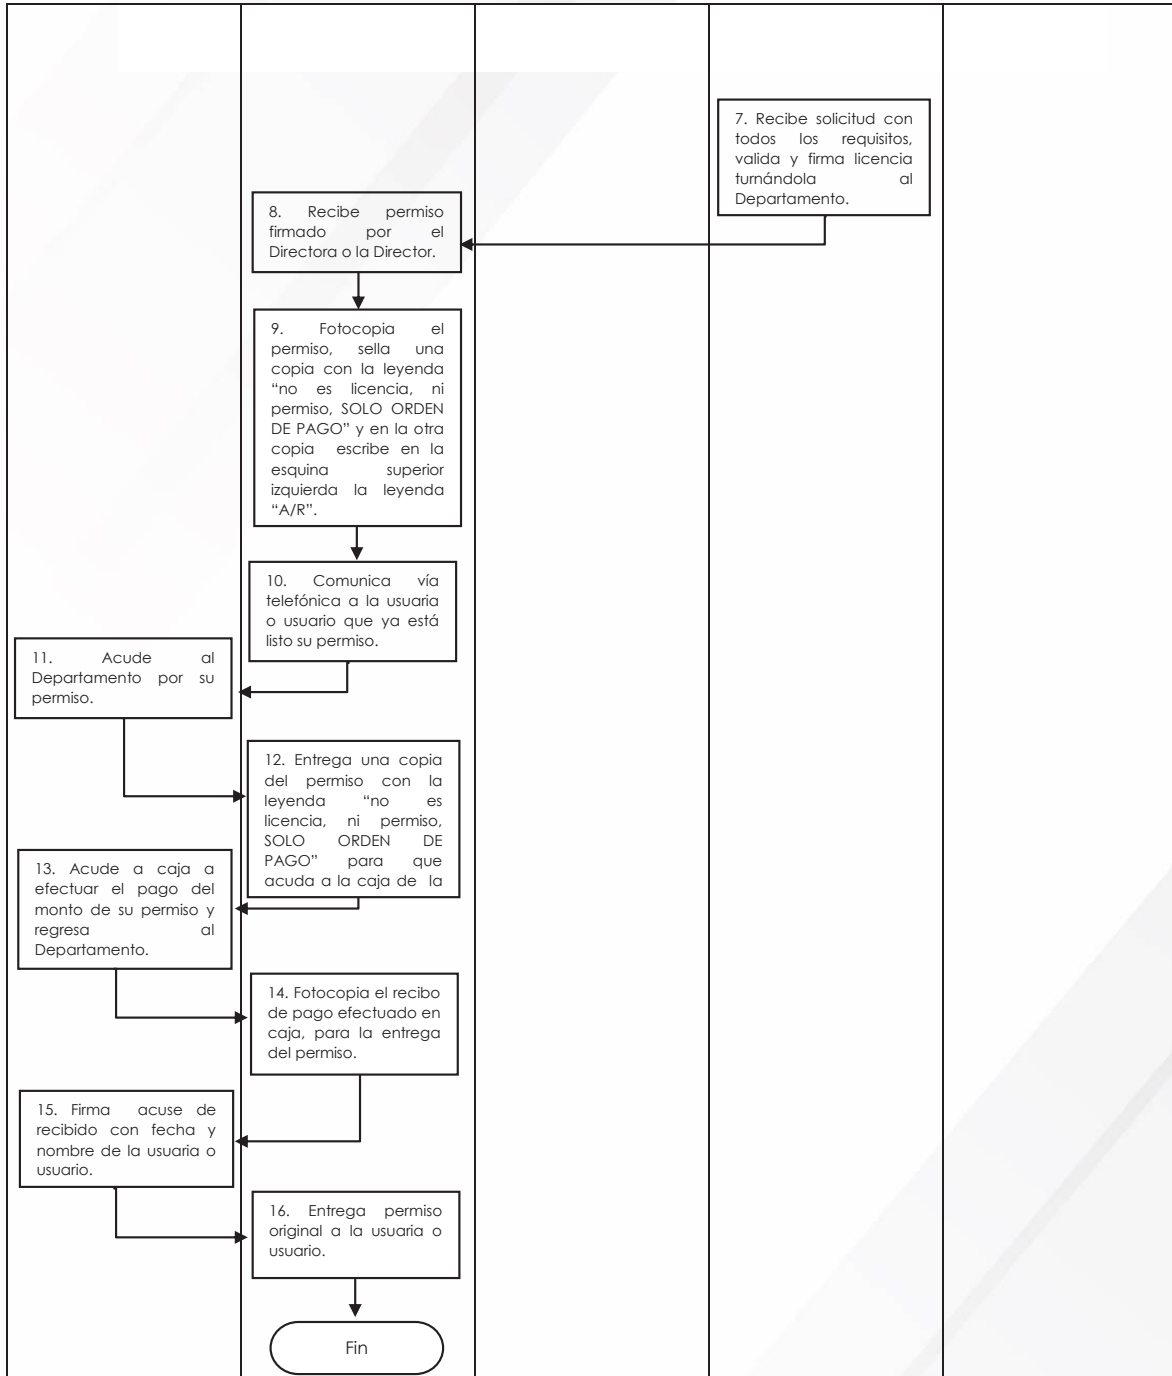 7. Recibe solicitud con
todos los requisitos,
valida y firma licencia
turnándola al
Departamento.
8. Recibe permiso
firmado por el
Directora o la Director.
9. Fotocopia el
permiso, sella una
copia con la leyenda
“no es licencia, ni
permiso, SOLO ORDEN
DE PAGO” y en la otra
copia escribe en la
esquina superior
izquierda la leyenda
“A/R”.
10. Comunica vía
telefónica a la usuaria
o usuario que ya está
listo su permiso.
11. Acude al
Departamento por su
permiso.
12. Entrega una copia
del permiso con la
leyenda “no es
licencia, ni permiso,
SOLO ORDEN DE
PAGO” para que
acuda a la caja de la
13. Acude a caja a
efectuar el pago del
monto de su permiso y
regresa al
Departamento.
14. Fotocopia el recibo
de pago efectuado en
caja, para la entrega
del permiso.
15. Firma acuse de
recibido con fecha y
nombre de la usuaria o
usuario.
16. Entrega permiso
original a la usuaria o
usuario.
Fin